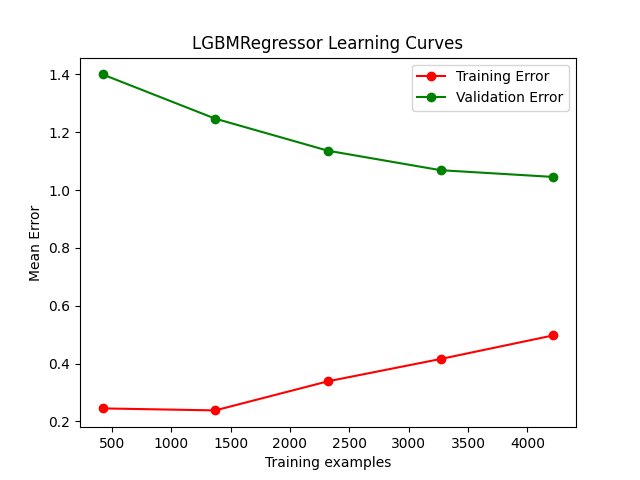 LGBMRegressor Learning Curves
Training Error
Validation Error
1.4
1.2
1.0
0.8
0.6
0.4
0.2
Mean Error
500 1000 1500 2000 2500 3000 3500 4000
Training examples